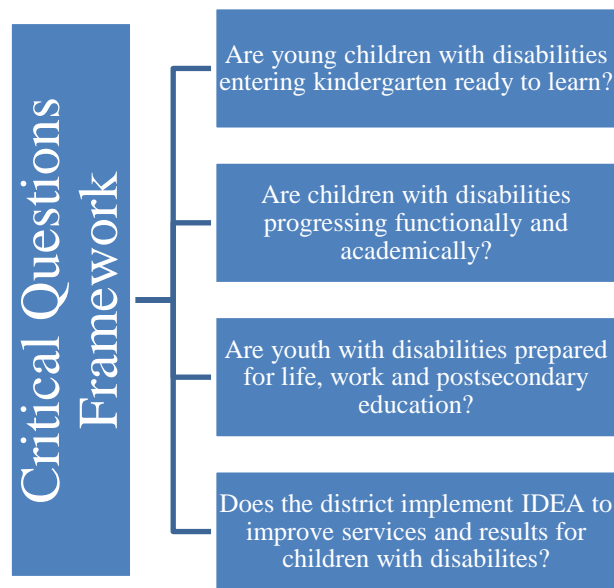 Critical Questions
Framework
Are young children with disabilities
entering kindergarten ready to learn?
Are children with disabilities
progressing functionally and
academically?
Are youth with disabilities prepared
for life, work and postsecondary
education?
Does the district implement IDEA to
improve services and results for
children with disabilites?